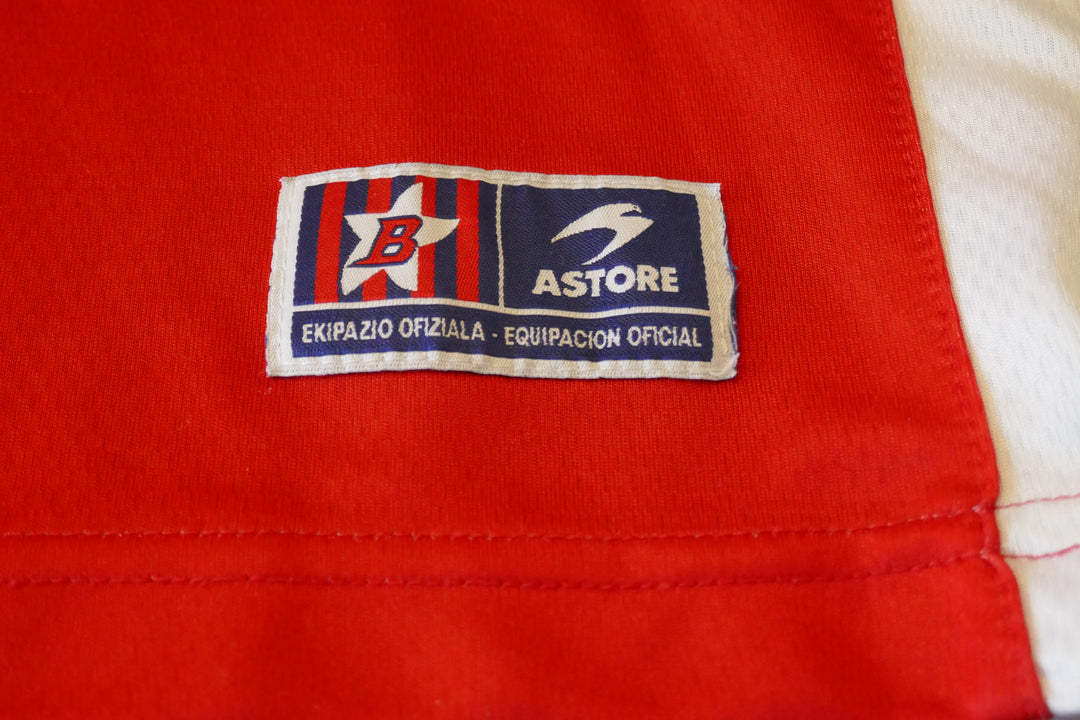 B
ASTORE
EKIPAZIO OFIZIALA - EQUIPACION OFICIAL